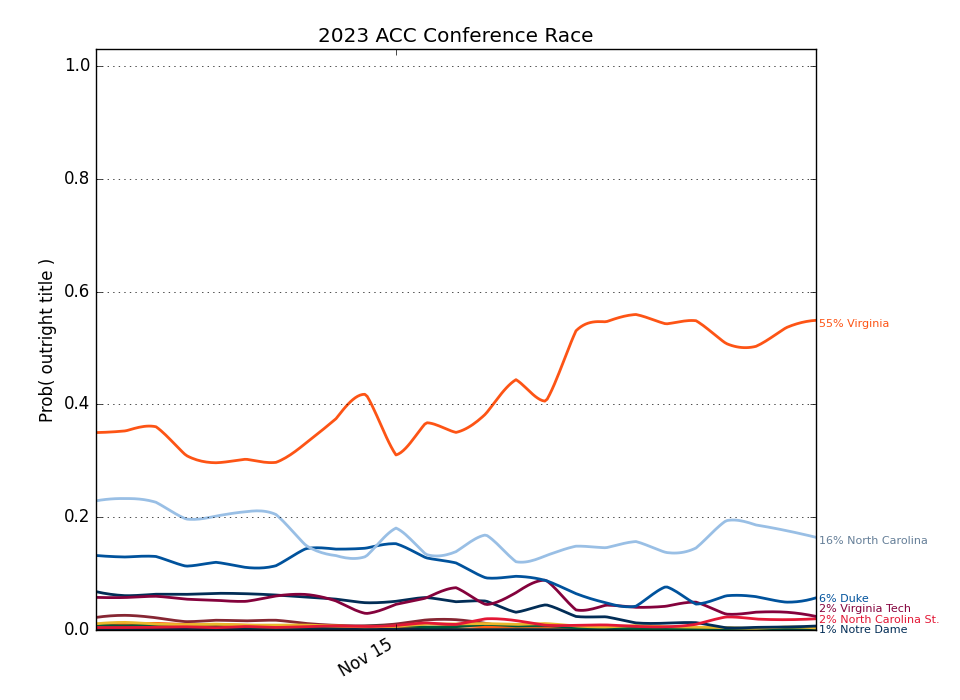 2023 ACC Conference Race
Prob( outright title )
1.0
0.8
0.6
0.4
0.2
0.0
Nov 15
55% Virginia
16% North Carolina
6% Duke
2% Virginia Tech
2% North Carolina St.
1% Notre Dame